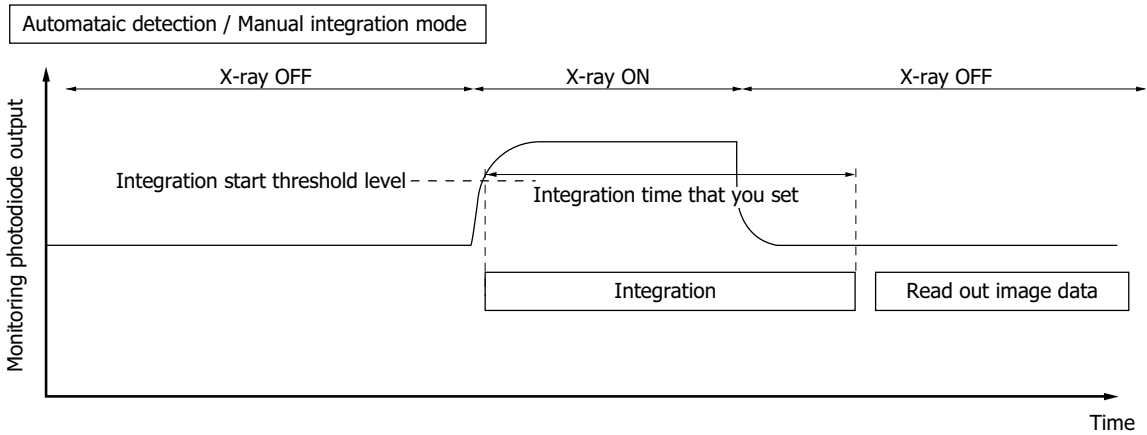 Automataic detection / Manual integration mode
X-ray OFF
X-ray ON
X-ray OFF
Monitoring photodiode output
Integration start threshold level
Integration time that you set
Integration
Read out image data
Time